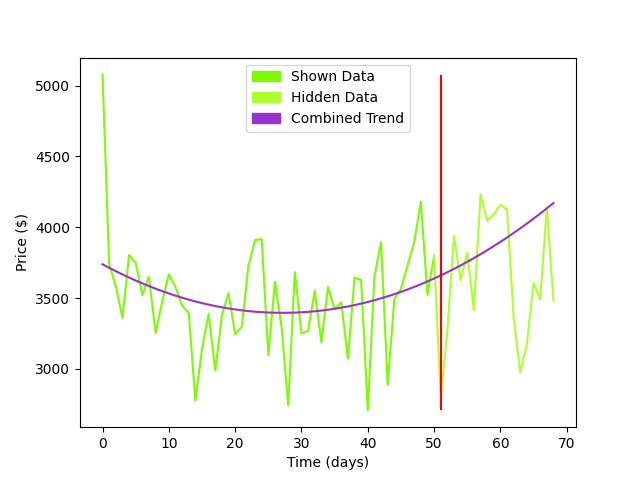 Shown Data
Hidden Data
Combined Trend
5000
4500
4000
3500
3000
Price ($)
0 10 20 30 40 50 60 70
Time (days)